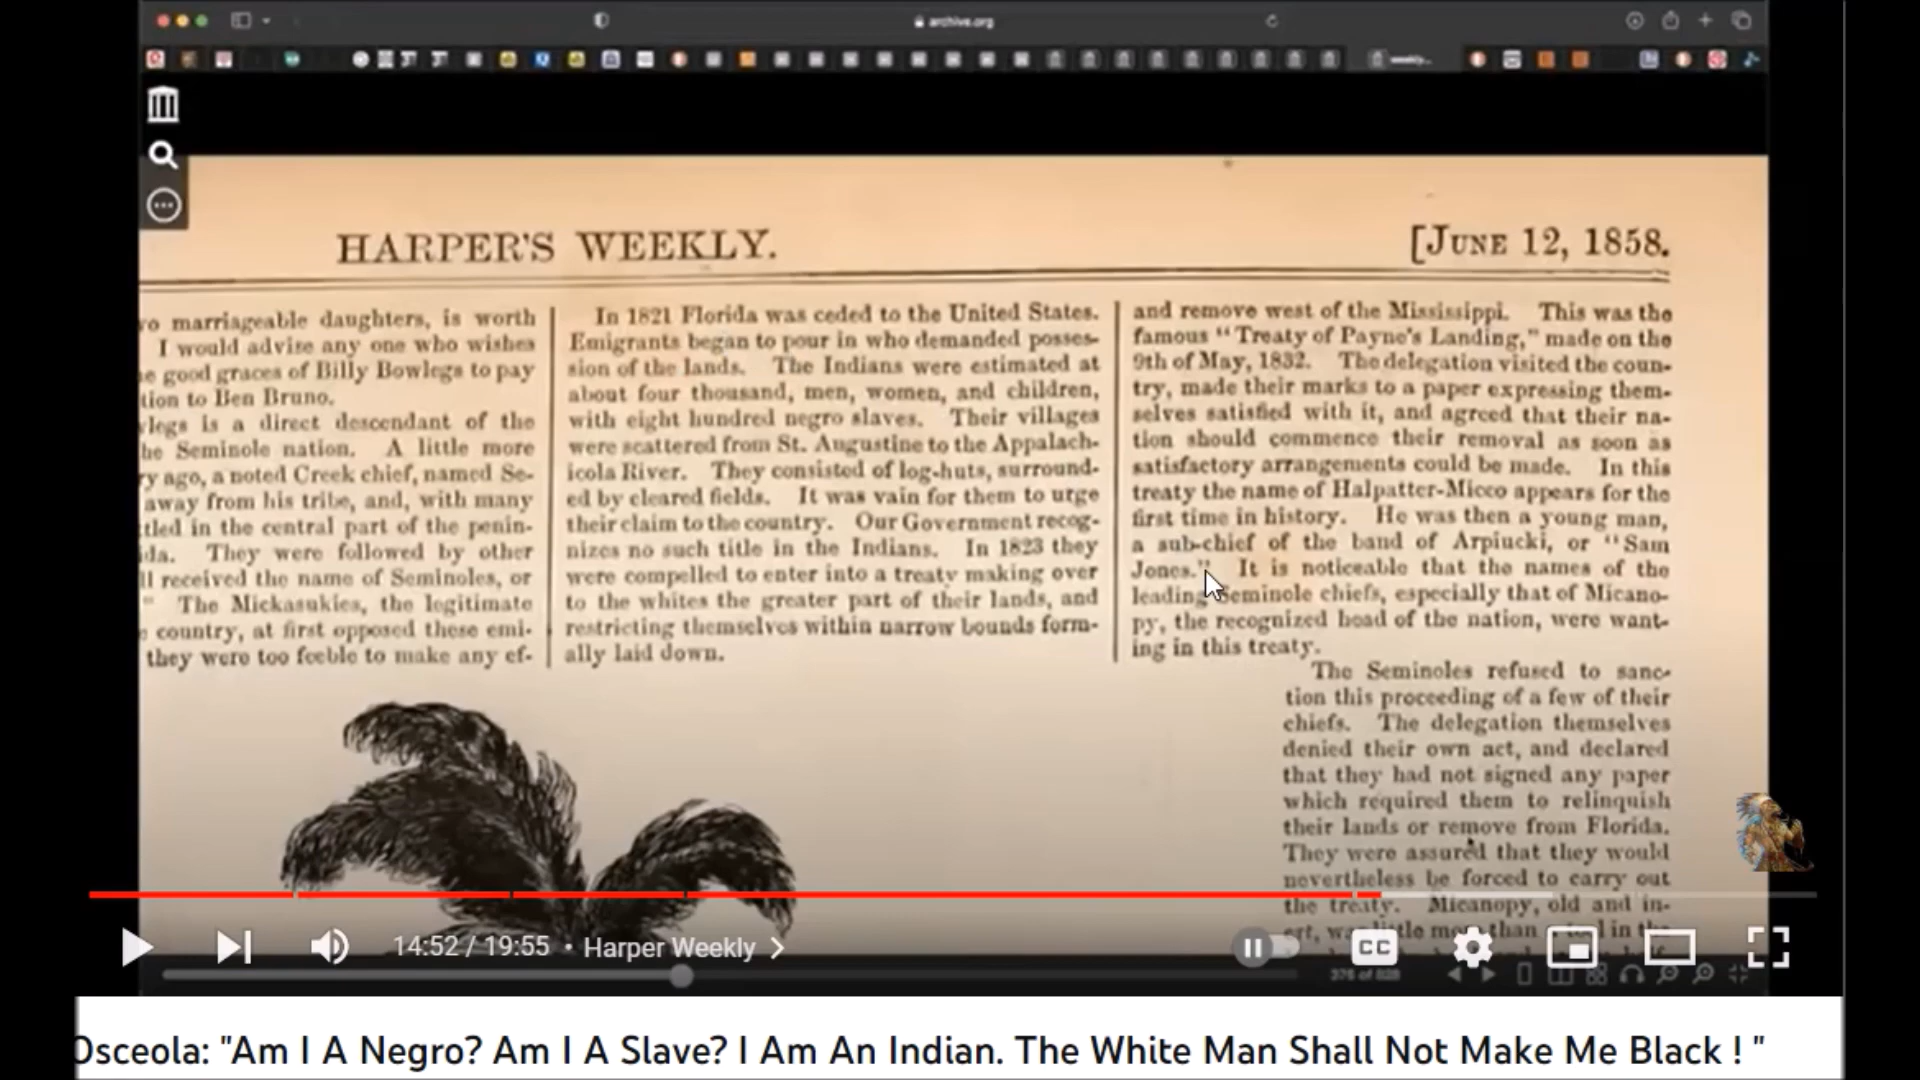 archive.org
weekly...
HARPER'S WEEKLY.
[JUNE 12, 1858.
ro marriageable daughters, is worth
I would advise any one who wishes
e good graces of Billy Bowlegs to pay
tion to Ben Bruno.
vlegs is a direct descendant of the
he Seminole nation. A little more
ry ago, a noted Creek chief, named Se-
away from his tribe, and, with many
tled in the central part of the penin-
da. They were followed by other
ll received the name of Seminoles, or
" The Mickasukies, the legitimate
country, at first opposed these emi-
they were too feeble to make any ef-
In 1821 Florida was ceded to the United States.
Emigrants began to pour in who demanded posses-
sion of the lands. The Indians were estimated at
about four thousand, men, women, and children,
with eight hundred negro slaves. Their villages
were scattered from St. Augustine to the Appalach-
icola River. They consisted of log-huts, surround-
ed by cleared fields. It was vain for them to urge
their claim to the country. Our Government recog-
nizes no such title in the Indians. In 1823 they
were compelled to enter into a treaty making over
to the whites the greater part of their lands, and
restricting themselves within narrow bounds form-
ally laid down.
and remove west of the Mississippi. This was the
famous "Treaty of Payne's Landing," made on the
9th of May, 1832. The delegation visited the coun-
try, made their marks to a paper expressing them-
selves satisfied with it, and agreed that their na-
tion should commence their removal as soon as
satisfactory arrangements could be made. In this
treaty the name of Halpatter-Micco appears for the
first time in history. He was then a young man,
a sub-chief of the band of Arpiucki, or "Sam
Jones." It is noticeable that the names of the
leading Seminole chiefs, especially that of Micano-
py, the recognized head of the nation, were want-
ing in this treaty.
The Seminoles refused to sanc-
tion this proceeding of a few of their
chiefs. The delegation themselves
denied their own act, and declared
that they had not signed any paper
which required them to relinquish
their lands or remove from Florida.
They were assured that they would
nevertheless be forced to carry out
the treaty. Micanopy, old and in-
ert, was little more than a tool in the
14:52 / 19:55 • Harper Weekly
CC
376 of 828
Osceola: "Am I A Negro? Am I A Slave? I Am An Indian. The White Man Shall Not Make Me Black ! "